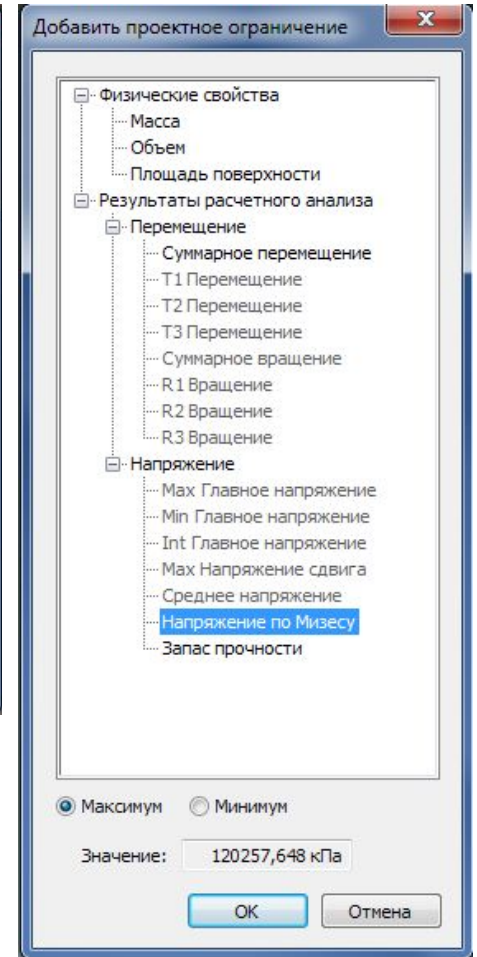 Добавить проектное ограничение
Физические свойства
Масса
Объем
Площадь поверхности
Результаты расчетного анализа
Перемещение
Суммарное перемещение
T1 Перемещение
T2 Перемещение
T3 Перемещение
Суммарное вращение
R1 Вращение
R2 Вращение
R3 Вращение
Напряжение
Max Главное напряжение
Min Главное напряжение
Int Главное напряжение
Max Напряжение сдвига
Среднее напряжение
Напряжение по Мизесу
Запас прочности
Максимум Минимум
Значение: 120257,648 кПа
OK Отмена